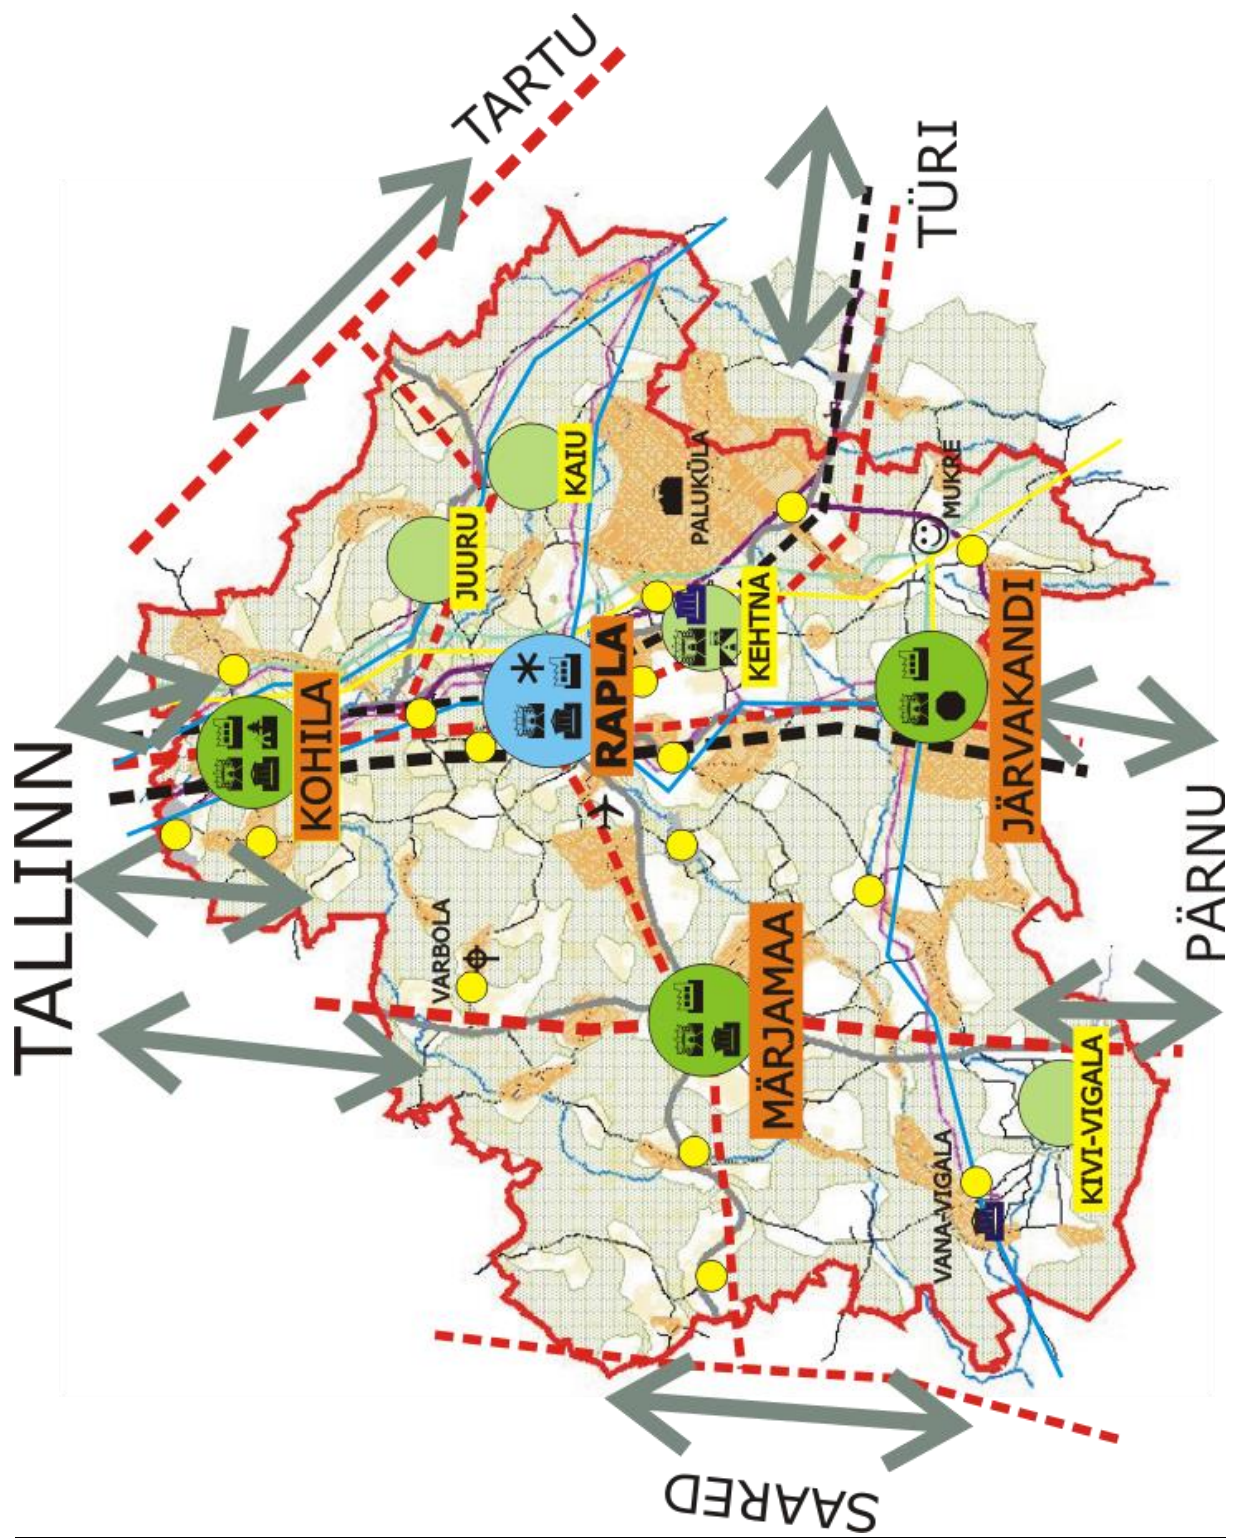 TALLINN
TARTU
TÜRI
PÄRNU
SAARED
KOHILA
JUURU
KAIU
RAPLA
PALUKÜLA
KEHTNA
MUKRE
JÄRVAKANDI
VARBOLA
MÄRJAMAA
VANA-VIGALA
KIVI-VIGALA